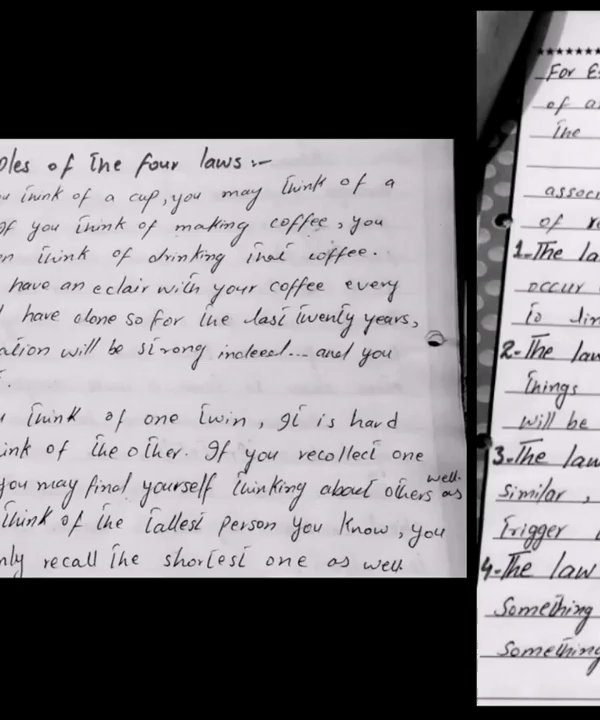 ples of the four laws :-
u think of a cup, you may think of a
If you think of making coffee, you
n think of drinking that coffee.
have an eclair with your coffee every
d have done so for the last twenty years,
ation will be strong indeed... and you
u think of one twin, It is hard
ink of the other. If you recollect one
you may find yourself thinking about others as well.
think of the tallest person you know, you
nly recall the shortest one as well.
For E
of a
the
assoc
of r
1-The la
occur
to lin
2-The law
things
will be
3-The law
similar,
trigger
4-The law
Something
Something